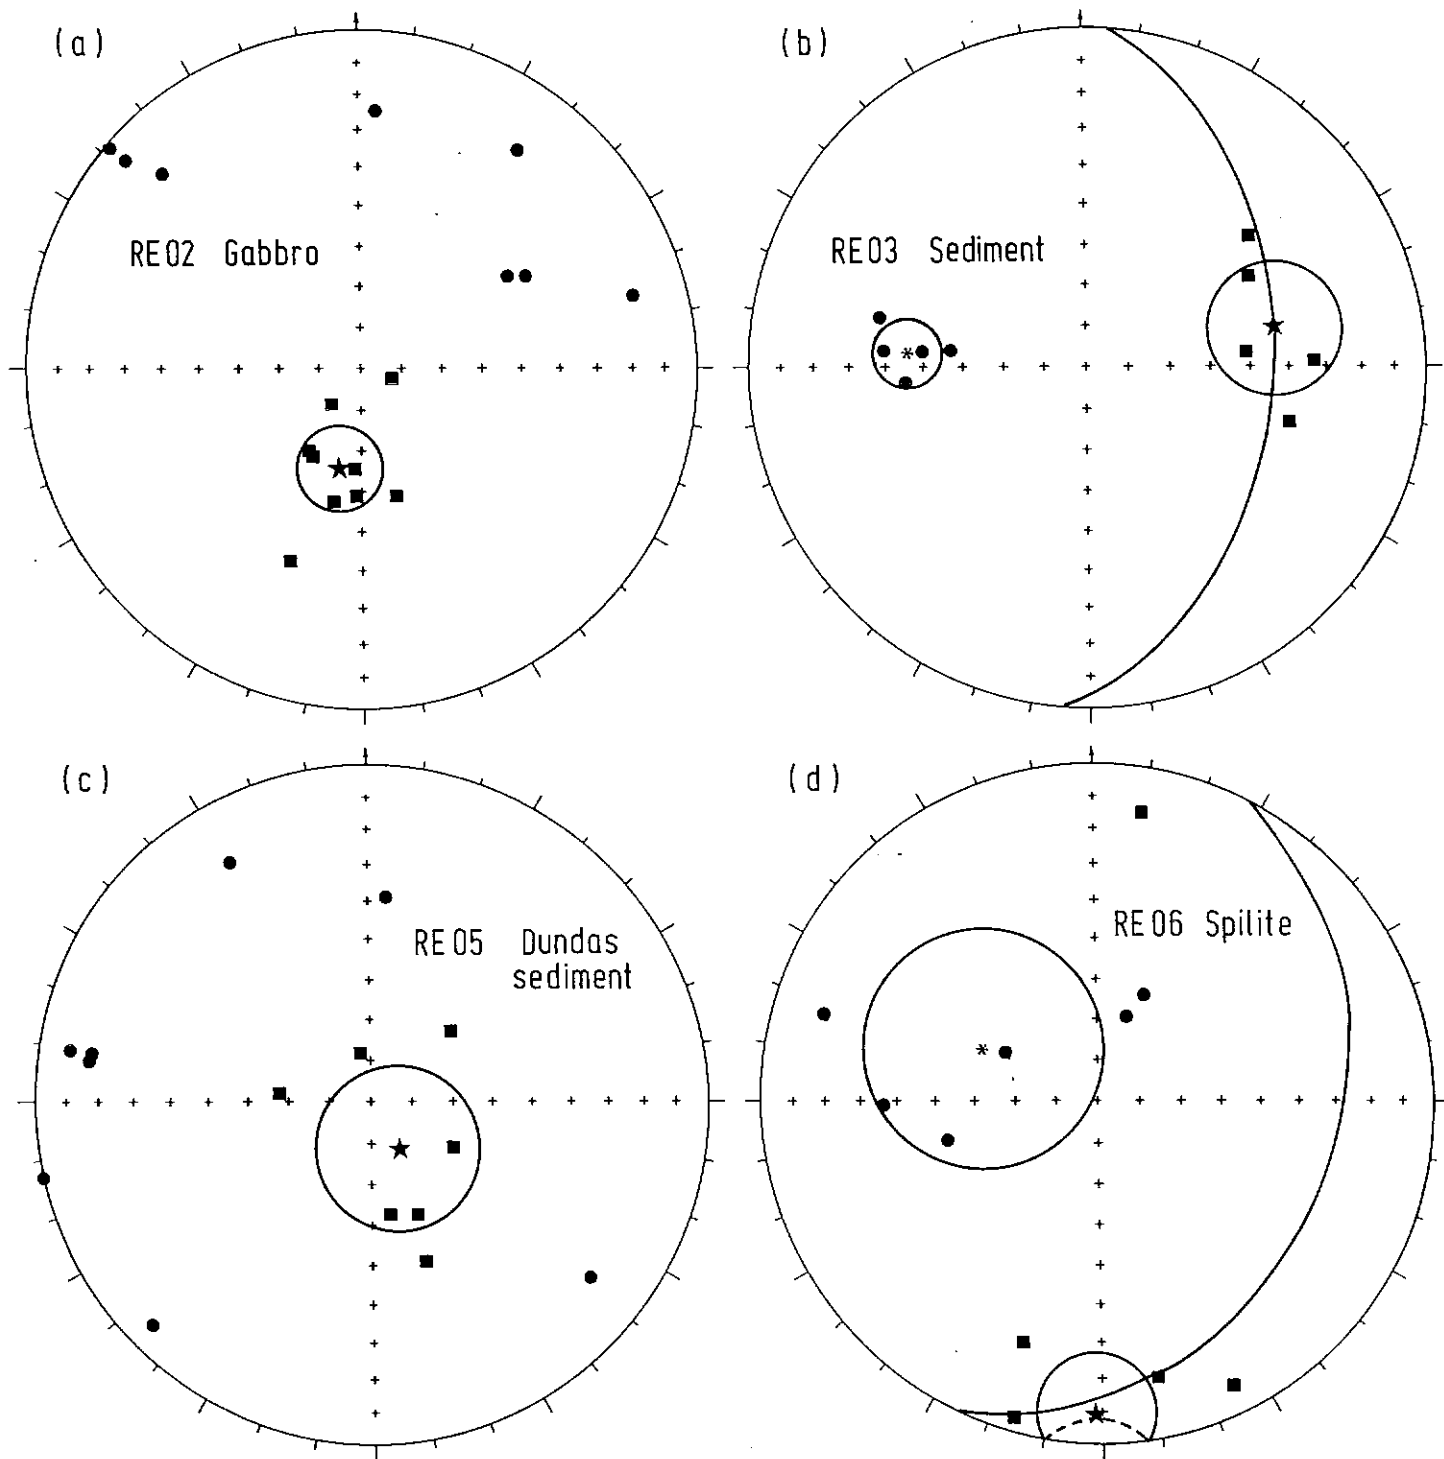 (a)
(b)
RE02 Gabbro
RE03 Sediment
(c)
(d)
RE05 Dundas
sediment
RE06 Spilite